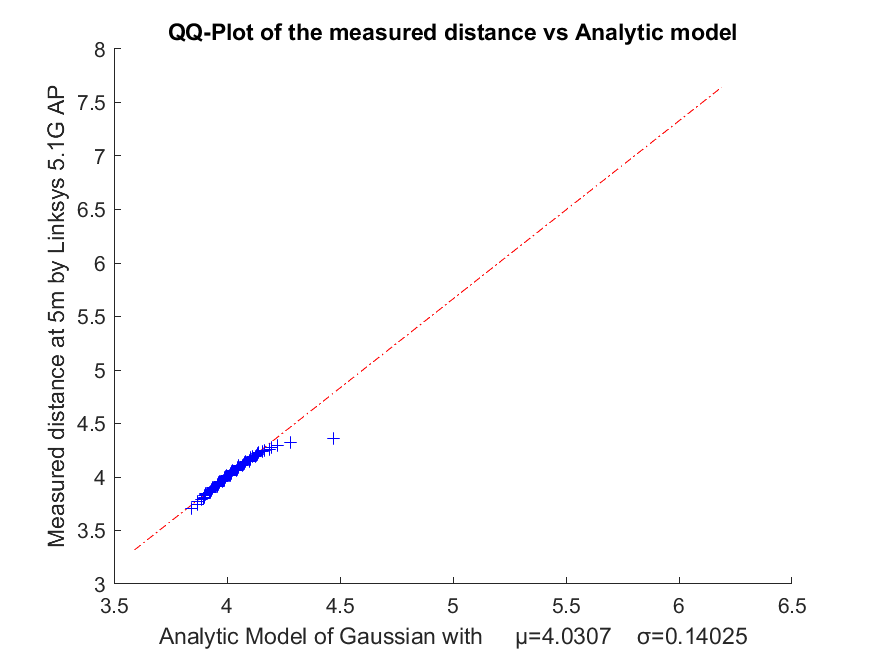 QQ-Plot of the measured distance vs Analytic model
Measured distance at 5m by Linksys 5.1G AP
8
7.5
7
6.5
6
5.5
5
4.5
4
3.5
3
3.5 4 4.5 5 5.5 6 6.5
Analytic Model of Gaussian with μ=4.0307 σ=0.14025